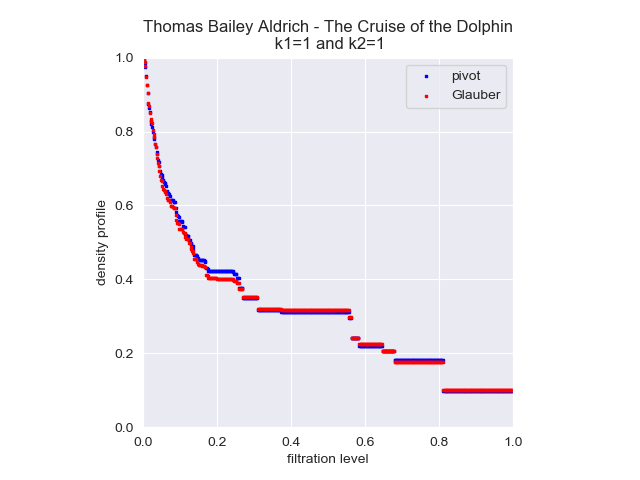 Thomas Bailey Aldrich - The Cruise of the Dolphin
k1=1 and k2=1
pivot
Glauber
density profile
1.0
0.8
0.6
0.4
0.2
0.0
0.0 0.2 0.4 0.6 0.8 1.0
filtration level